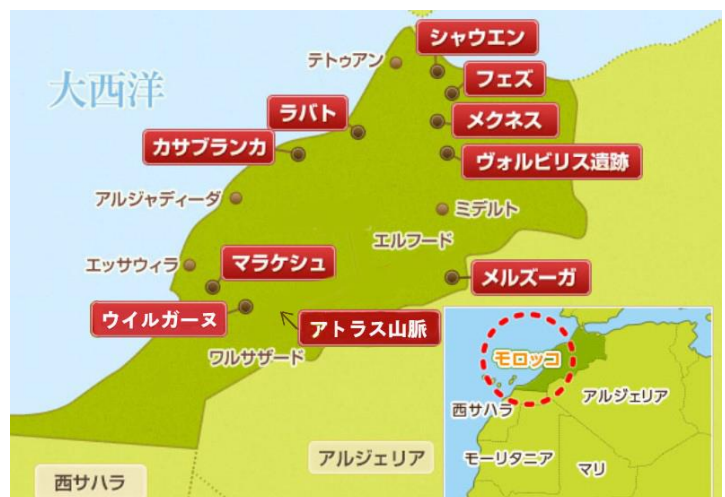 シャウエン
テトゥアン
フェズ
大西洋
ラバト
メクネス
カサブランカ
ヴォルビリス遺跡
アルジャディーダ
ミデルト
エルフード
エッサウィラ
マラケシュ
メルズーガ
ウイルガーヌ
アトラス山脈
ワルサザード
モロッコ
アルジェリア
西サハラ
アルジェリア
モーリタニア
マリ
西サハラ